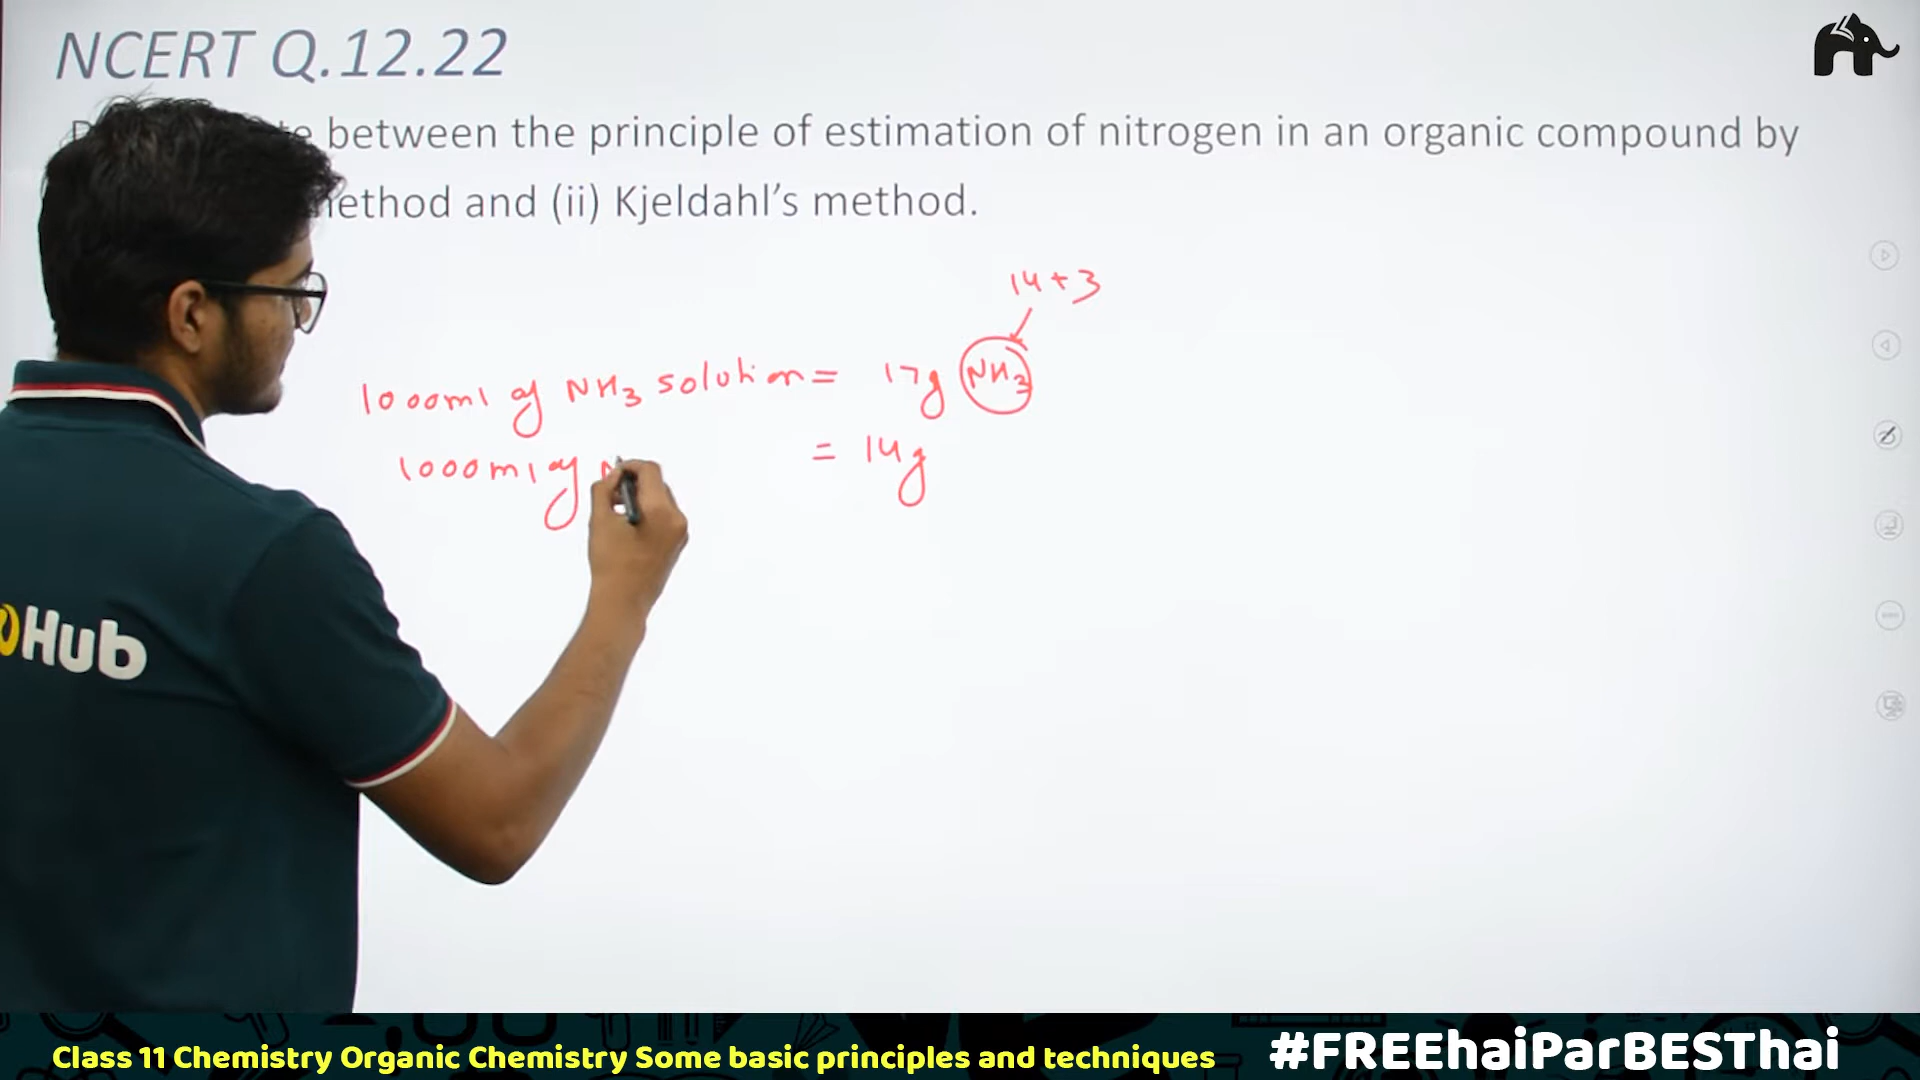 NCERT Q.12.22
between the principle of estimation of nitrogen in an organic compound by
method and (ii) Kjeldahl’s method.
14 + 3
1000ml of NH3 solution = 17g NH3
1000ml of N = 14g
Hub
Class 11 Chemistry Organic Chemistry Some basic principles and techniques
#FREEhaiParBESThai